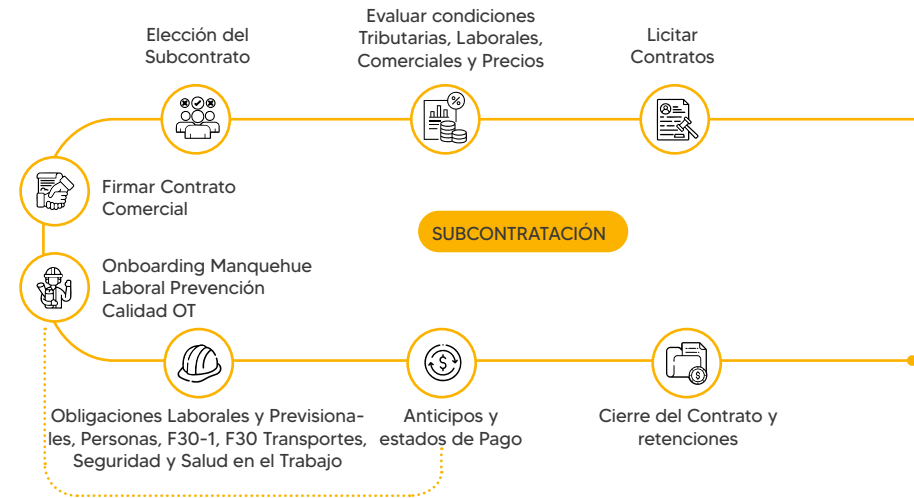 Elección del
Subcontrato
Evaluar condiciones
Tributarias, Laborales,
Comerciales y Precios
%
Licitar
Contratos
Firmar Contrato
Comercial
SUBCONTRATACIÓN
Onboarding Manquehue
Laboral Prevención
Calidad OT
$
$
Obligaciones Laborales y Previsiona-
les, Personas, F30-1, F30 Transportes,
Seguridad y Salud en el Trabajo
Anticipos y
estados de Pago
Cierre del Contrato y
retenciones